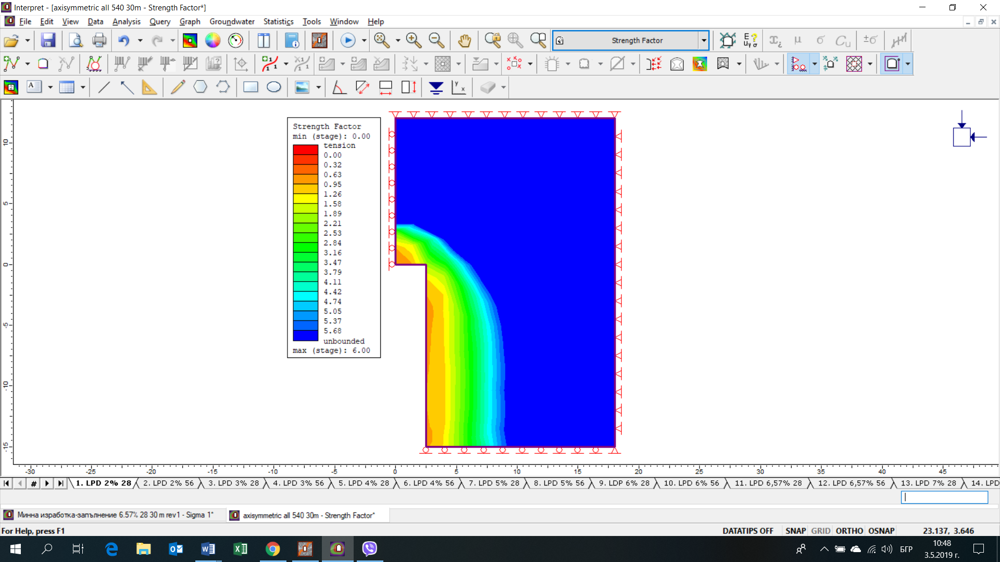 Interpret - [axisymmetric all 540 30m - Strength Factor*]
File Edit View Data Analysis Query Graph Groundwater Statistics Tools Window Help
Strength Factor
Strength Factor
min (stage): 0.00
tension
0.00
0.32
0.63
0.95
1.26
1.58
1.89
2.21
2.53
2.84
3.16
3.47
3.79
4.11
4.42
4.74
5.05
5.37
5.68
unbounded
max (stage): 6.00
10
5
0
-5
-10
-15
-30 -25 -20 -15 -10 -5 0 5 10 15 20 25 30 35 40 45
1. LPD 2% 28 2. LPD 2% 56 3. LPD 3% 28 4. LPD 3% 56 5. LPD 4% 28 6. LPD 4% 56 7. LPD 5% 28 8. LPD 5% 56 9. LDP 6% 28 10. LPD 6% 56 11. LPD 6,57% 28 12. LPD 6,57% 56 13. LPD 7% 28 14. LPD
Минна изработка-запълнение 6.57% 28 30 m rev1 - Sigma 1* axisymmetric all 540 30m - Strength Factor*
For Help, press F1 DATATIPS OFF SNAP GRID ORTHO OSNAP 23.137, 3.646
БГР 10:48
3.5.2019 г.